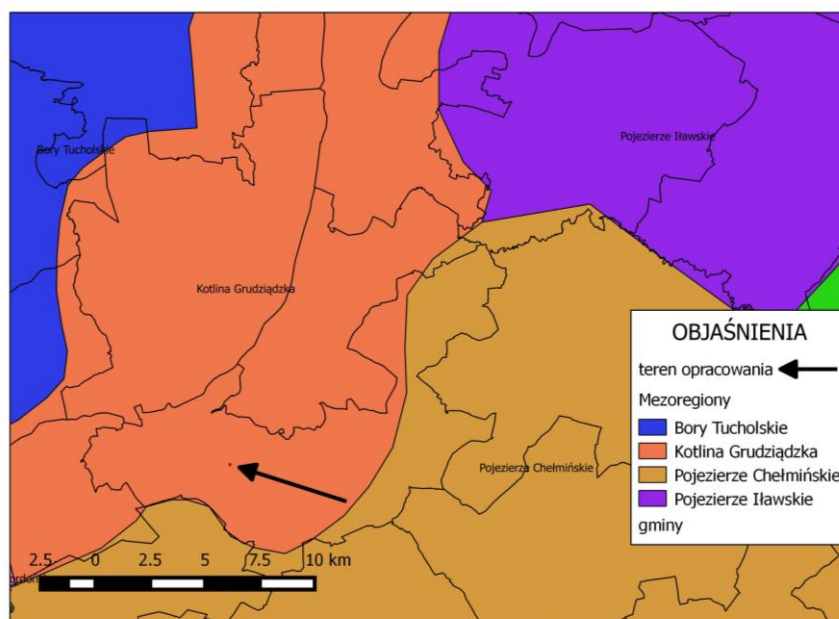 Pojezierze Iławskie
Bory Tucholskie
Kotlina Grudziądzka
Pojezierza Chełmińskie
OBJAŚNIENIA
teren opracowania
Mezoregiony
Bory Tucholskie
Kotlina Grudziądzka
Pojezierze Chełmińskie
Pojezierze Iławskie
gminy
2.5 0 2.5 5 7.5 10 km